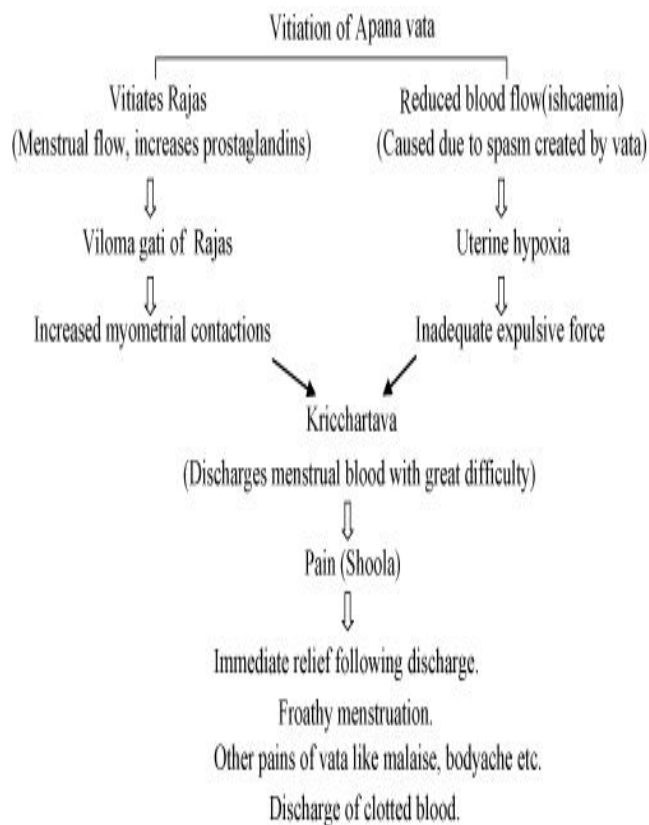 Vitiation of Apana vata
Vitiates Rajas
(Menstrual flow, increases prostaglandins)
Reduced blood flow(ishcaemia)
(Caused due to spasm created by vata)
Viloma gati of Rajas
Uterine hypoxia
Increased myometrial contactions
Inadequate expulsive force
Kricchartava
(Discharges menstrual blood with great difficulty)
Pain (Shoola)
Immediate relief following discharge.
Froathy menstruation.
Other pains of vata like malaise, bodyache etc.
Discharge of clotted blood.